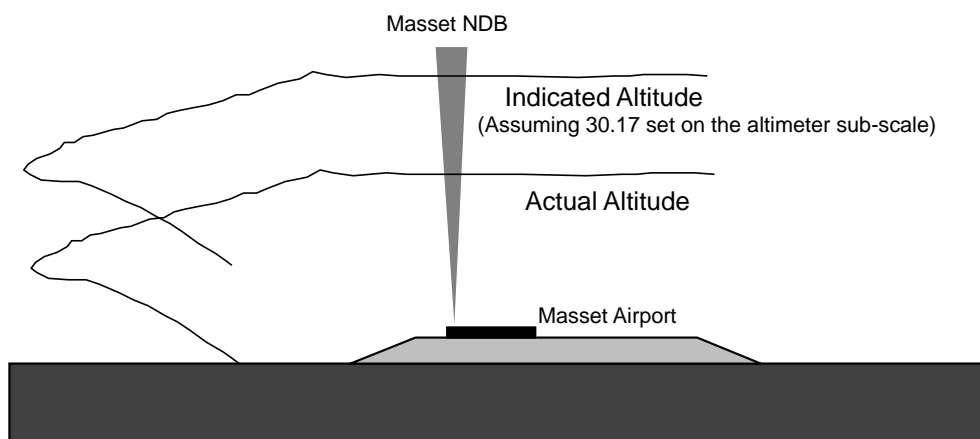 Masset NDB
Indicated Altitude
(Assuming 30.17 set on the altimeter sub-scale)
Actual Altitude
Masset Airport